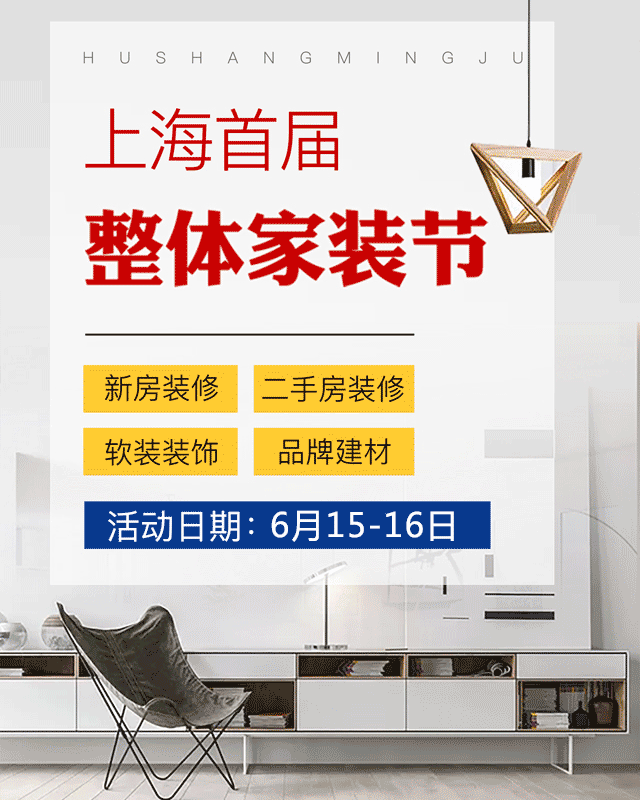 HUSHANGMINGJU
上海首届
整体家装节
新房装修 二手房装修
软装装饰 品牌建材
活动日期：6月15-16日